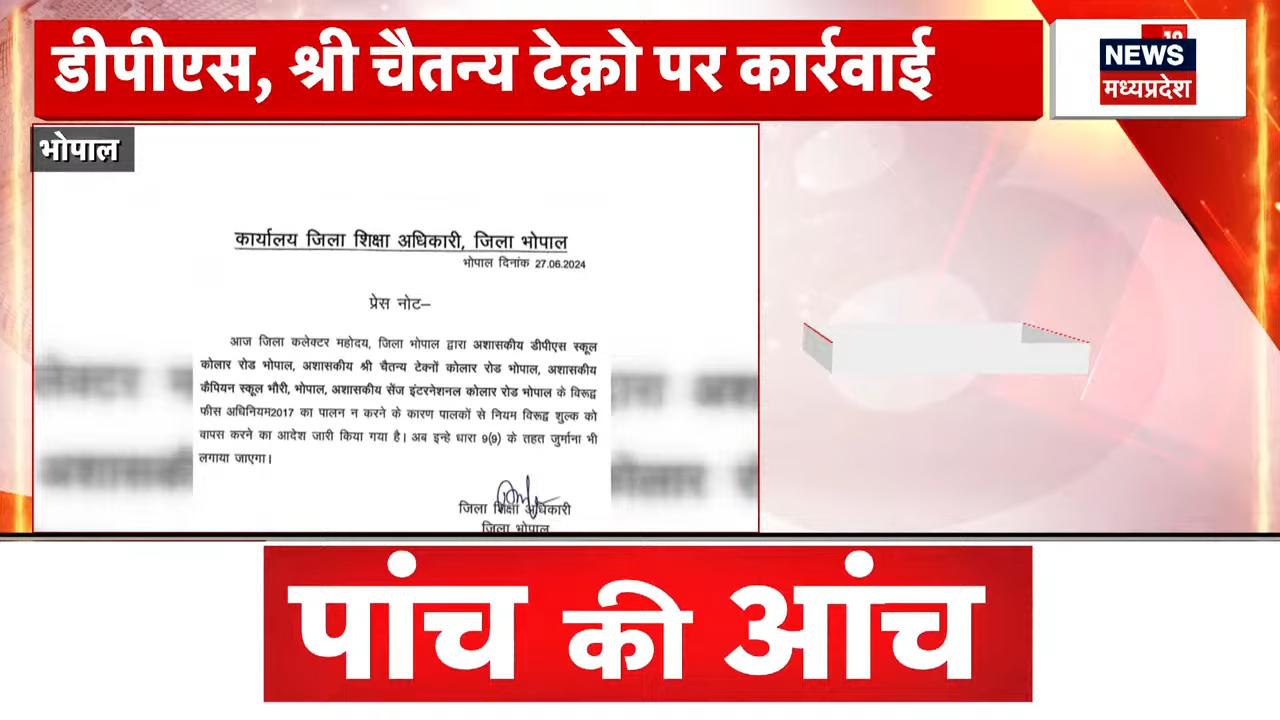 डीपीएस, श्री चैतन्य टेक्नो पर कार्रवाई
18
NEWS
मध्यप्रदेश
भोपाल
कार्यालय जिला शिक्षा अधिकारी, जिला भोपाल
भोपाल दिनांक 27.06.2024
प्रेस नोट–
आज जिला कलेक्टर महोदय, जिला भोपाल द्वारा अशासकीय डीपीएस स्कूल
कोलार रोड भोपाल, अशासकीय श्री चैतन्य टेक्नों कोलार रोड भोपाल, अशासकीय
कैपियन स्कूल भौरी, भोपाल, अशासकीय सेंज इंटरनेशनल कोलार रोड भोपाल के विरूद्ध
फीस अधिनियम2017 का पालन न करने के कारण पालकों से नियम विरूद्ध शुल्क को
वापस करने का आदेश जारी किया गया है। अब इन्हे धारा 9(9) के तहत जुर्माना भी
लगाया जाएगा।
जिला शिक्षा अधिकारी
जिला भोपाल
पांच की आंच